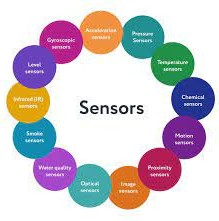 Acceleration
sensors
Pressure
Sensors
Temperature
sensors
Chemical
sensors
Motion
sensors
Proximity
sensors
Image
sensors
Optical
sensors
Water quality
sensors
Smoke
sensors
Infrared (IR)
sensors
Level
sensors
Gyroscopic
sensors
Sensors